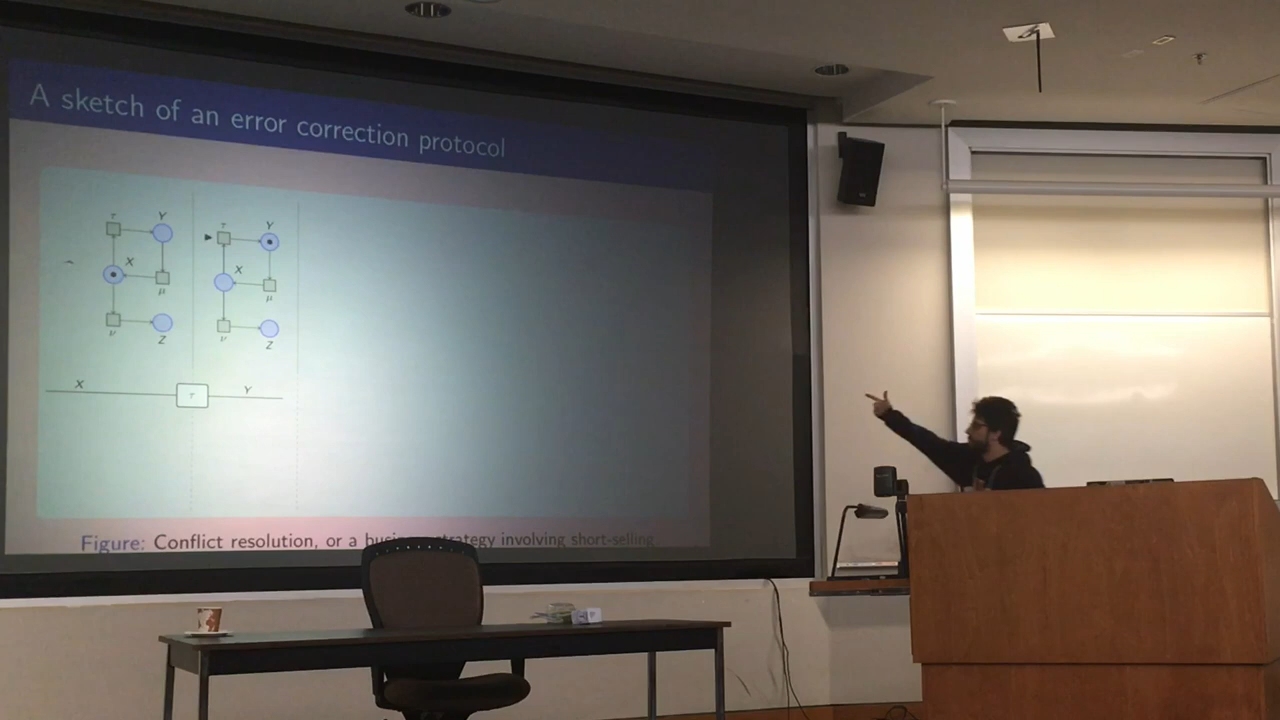 A sketch of an error correction protocol
τ Y τ Y
X X
μ μ
ν Z ν Z
X τ Y
Figure: Conflict resolution, or a strategy involving short-selling